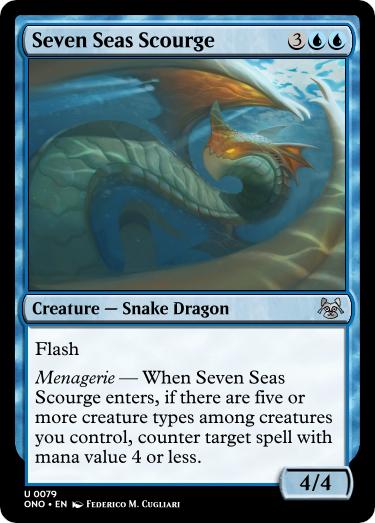 Seven Seas Scourge 3
Creature — Snake Dragon
Flash
Menagerie — When Seven Seas
Scourge enters, if there are five or
more creature types among creatures
you control, counter target spell with
mana value 4 or less.
4/4
U 0079
ONO • EN Federico M. Cugliari